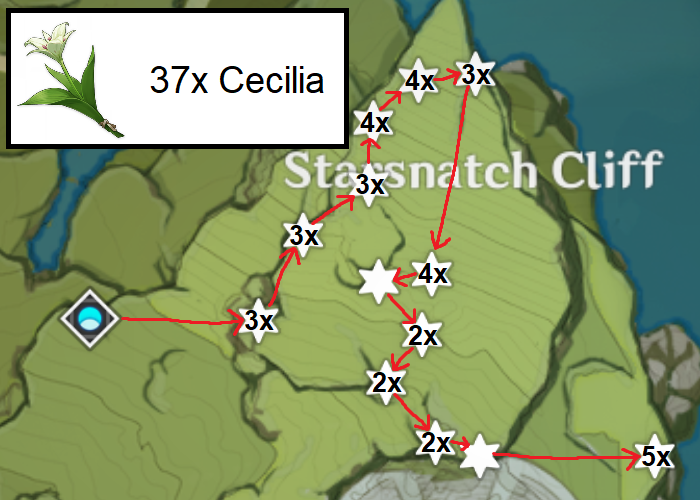 37x Cecilia
4x
3x
4x
Starsnatch Cliff
3x
3x
4x
3x
2x
2x
2x
5x